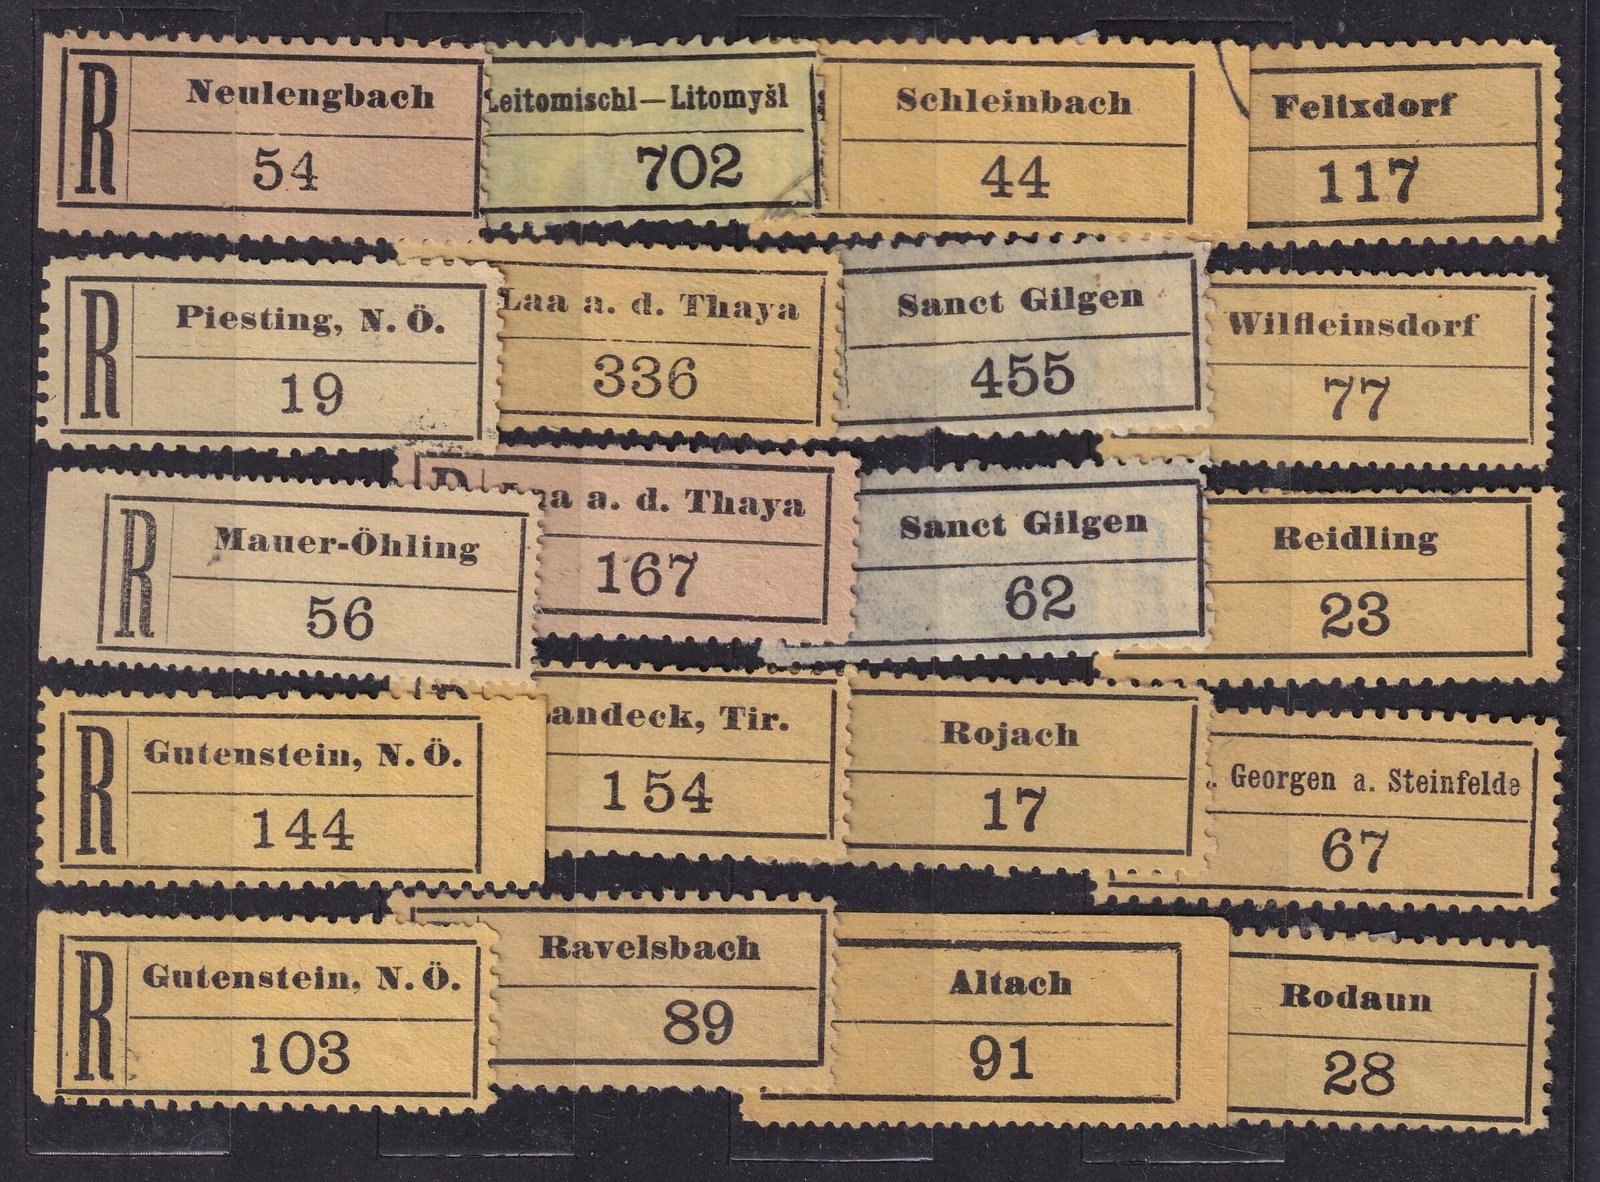 R
Neulengbach
54
Leitomischl—Litomyšl
702
Schleinbach
44
Felixdorf
117
R
Piesting, N. Ö.
19
Laa a. d. Thaya
336
Sanct Gilgen
455
Wilfleinsdorf
77
R
Mauer-Öhling
56
R
aa a. d. Thaya
167
Sanct Gilgen
62
Reidling
23
R
Gutenstein, N. Ö.
144
andeck, Tir.
154
Rojach
17
. Georgen a. Steinfelde
67
R
Gutenstein, N. Ö.
103
Ravelsbach
89
Altach
91
Rodaun
28